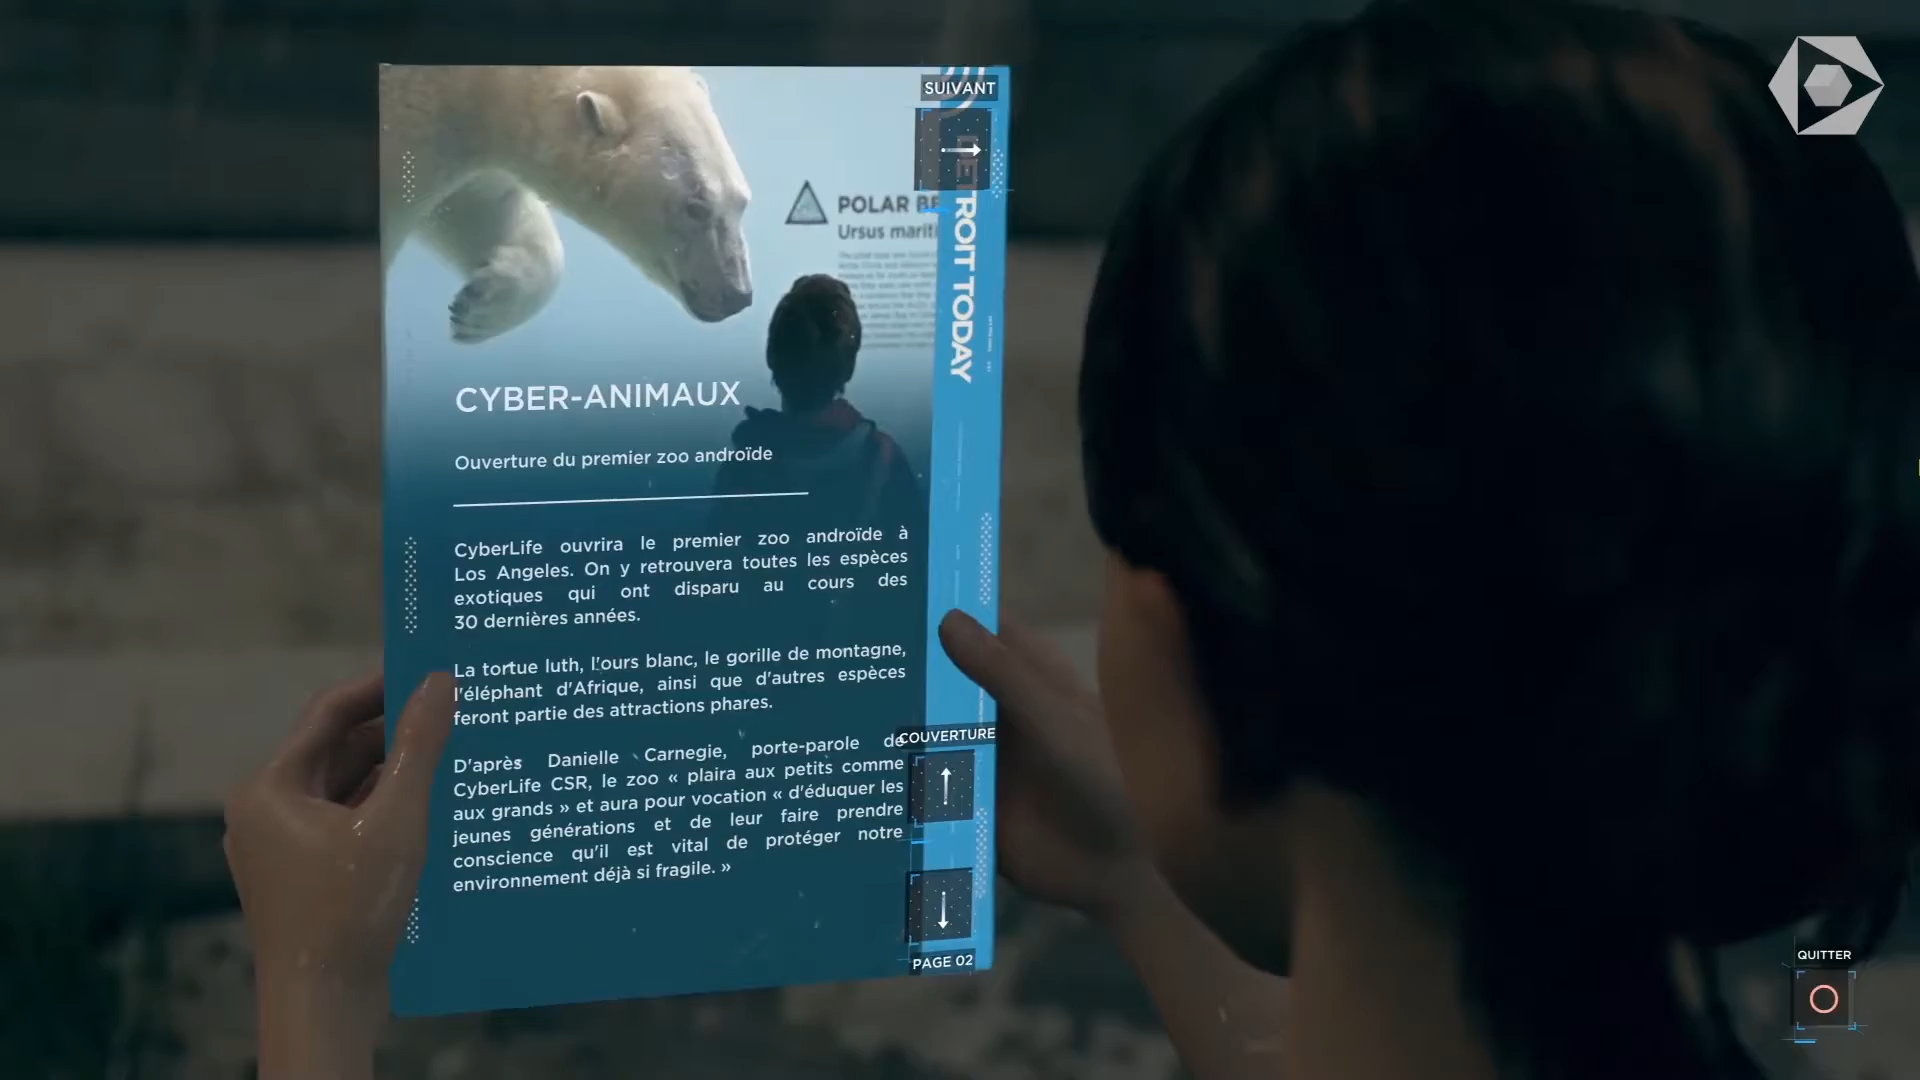 SUIVANT
POLAR BE
Ursus marit
ROIT TODAY
CYBER-ANIMAUX
Ouverture du premier zoo androïde
CyberLife ouvrira le premier zoo androïde à
Los Angeles. On y retrouvera toutes les espèces
exotiques qui ont disparu au cours des
30 dernières années.
La tortue luth, l'ours blanc, le gorille de montagne,
l'éléphant d'Afrique, ainsi que d'autres espèces
feront partie des attractions phares.
D'après Danielle Carnegie, porte-parole de
CyberLife CSR, le zoo « plaira aux petits comme
aux grands » et aura pour vocation « d'éduquer les
jeunes générations et de leur faire prendre
conscience qu'il est vital de protéger notre
environnement déjà si fragile. »
COUVERTURE
PAGE 02
QUITTER